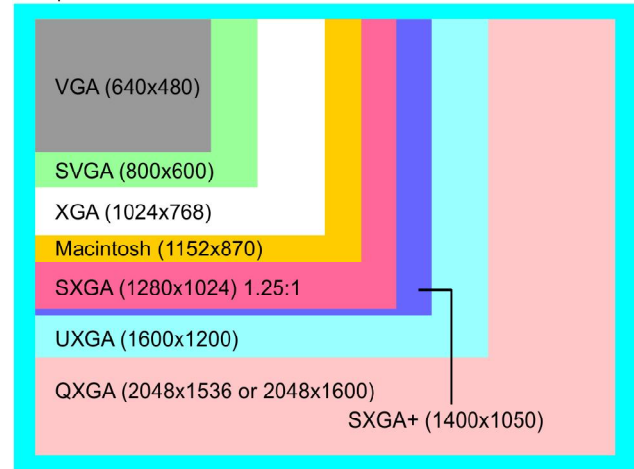 VGA (640x480)
SVGA (800x600)
XGA (1024x768)
Macintosh (1152x870)
SXGA (1280x1024) 1.25:1
UXGA (1600x1200)
QXGA (2048x1536 or 2048x1600)
SXGA+ (1400x1050)